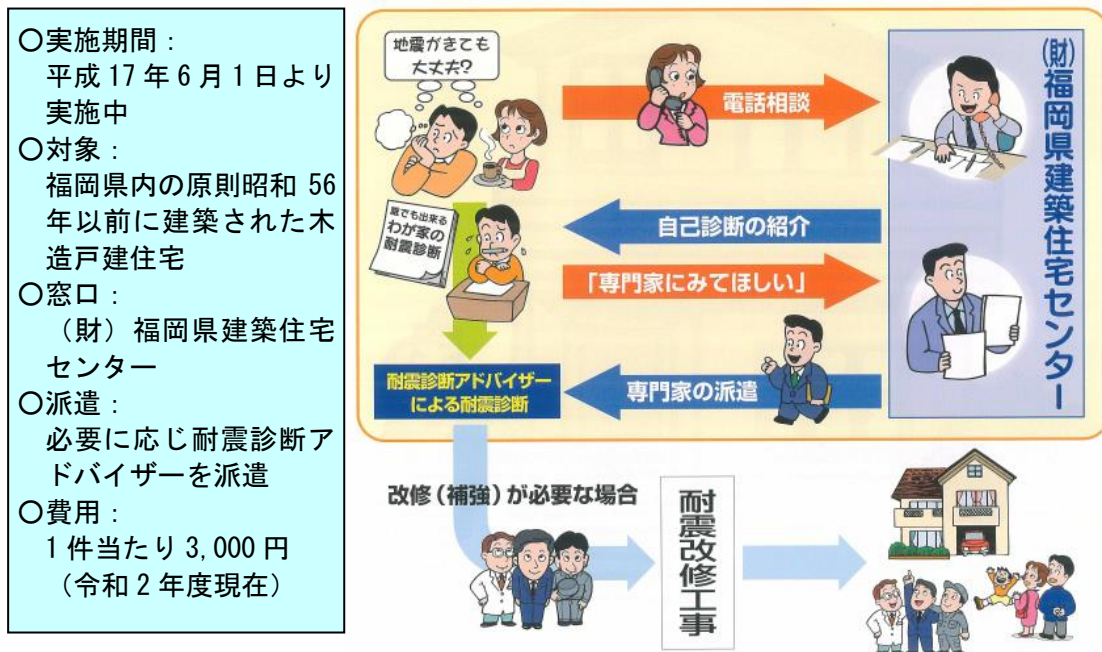 〇実施期間：
平成 17 年 6 月 1 日より
実施中
〇対象：
福岡県内の原則昭和 56
年以前に建築された木
造戸建住宅
〇窓口：
（財）福岡県建築住宅
センター
〇派遣：
必要に応じ耐震診断ア
ドバイザーを派遣
〇費用：
1 件当たり 3,000 円
（令和 2 年度現在）
地震がきても
大丈夫?
電話相談
(財)福岡県建築住宅センター
誰でも出来る
わが家の
耐震診断
自己診断の紹介
「専門家にみてほしい」
耐震診断アドバイザー
による耐震診断
専門家の派遣
改修（補強）が必要な場合
耐震改修工事